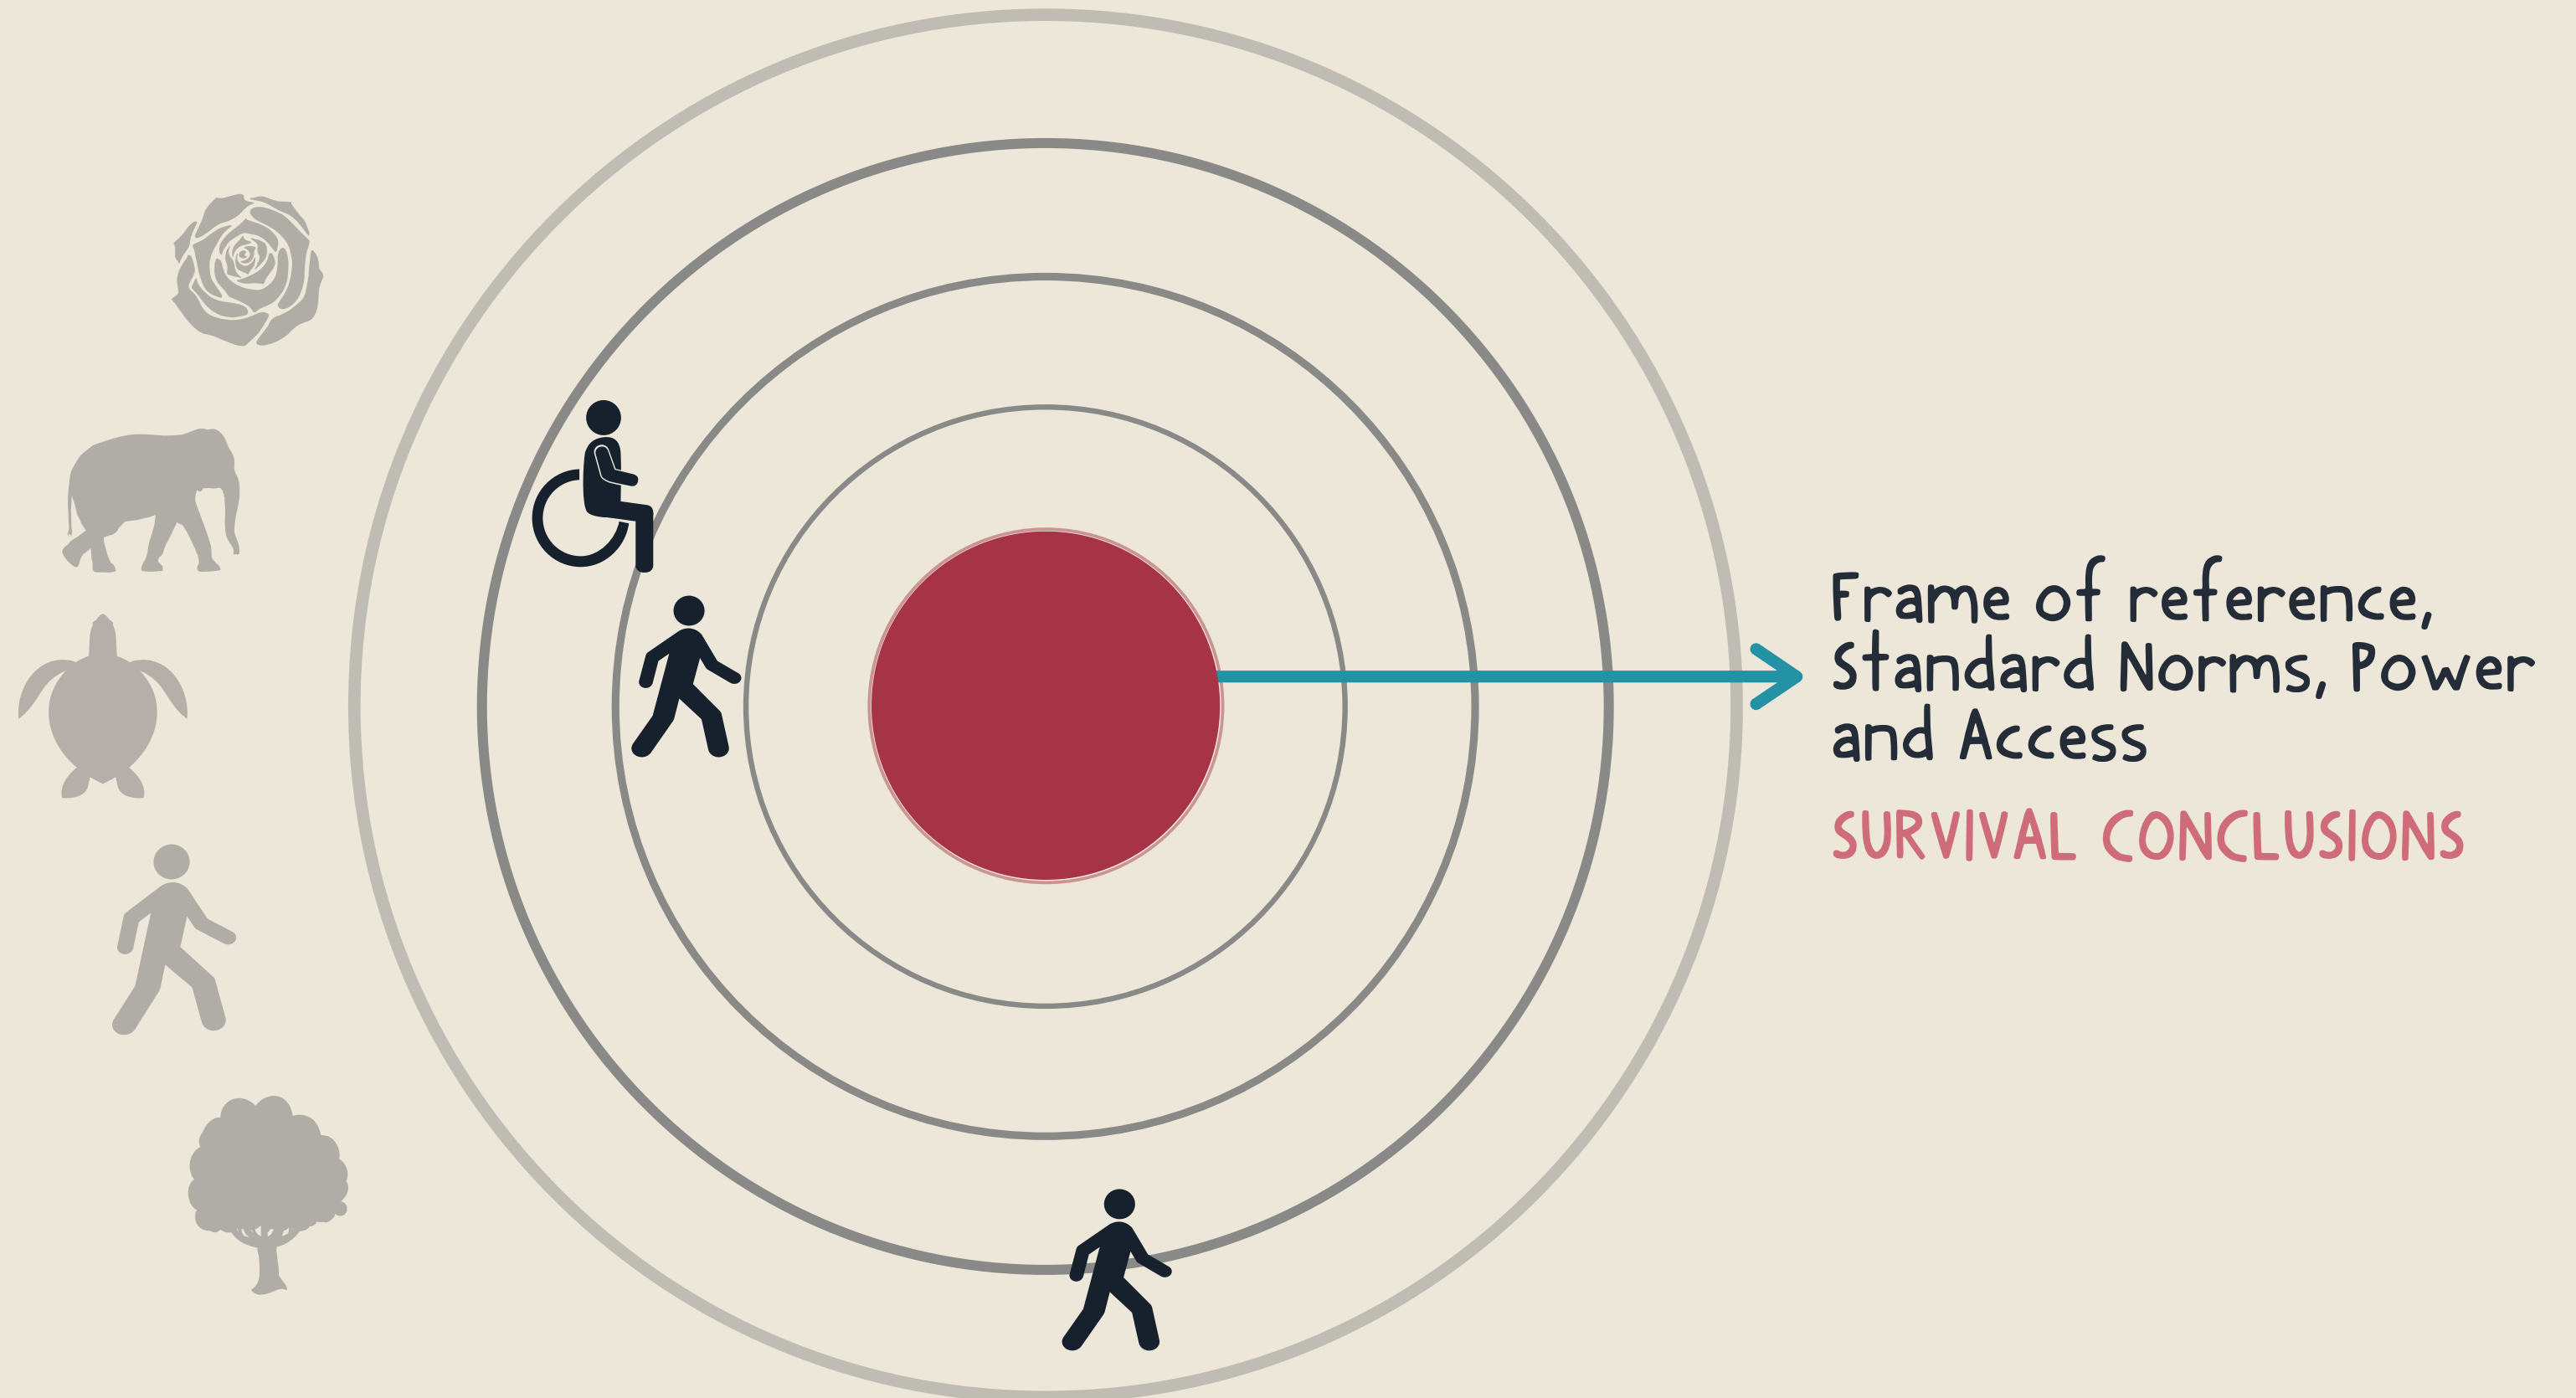 Frame of reference,
Standard Norms, Power
and Access
SURVIVAL CONCLUSIONS